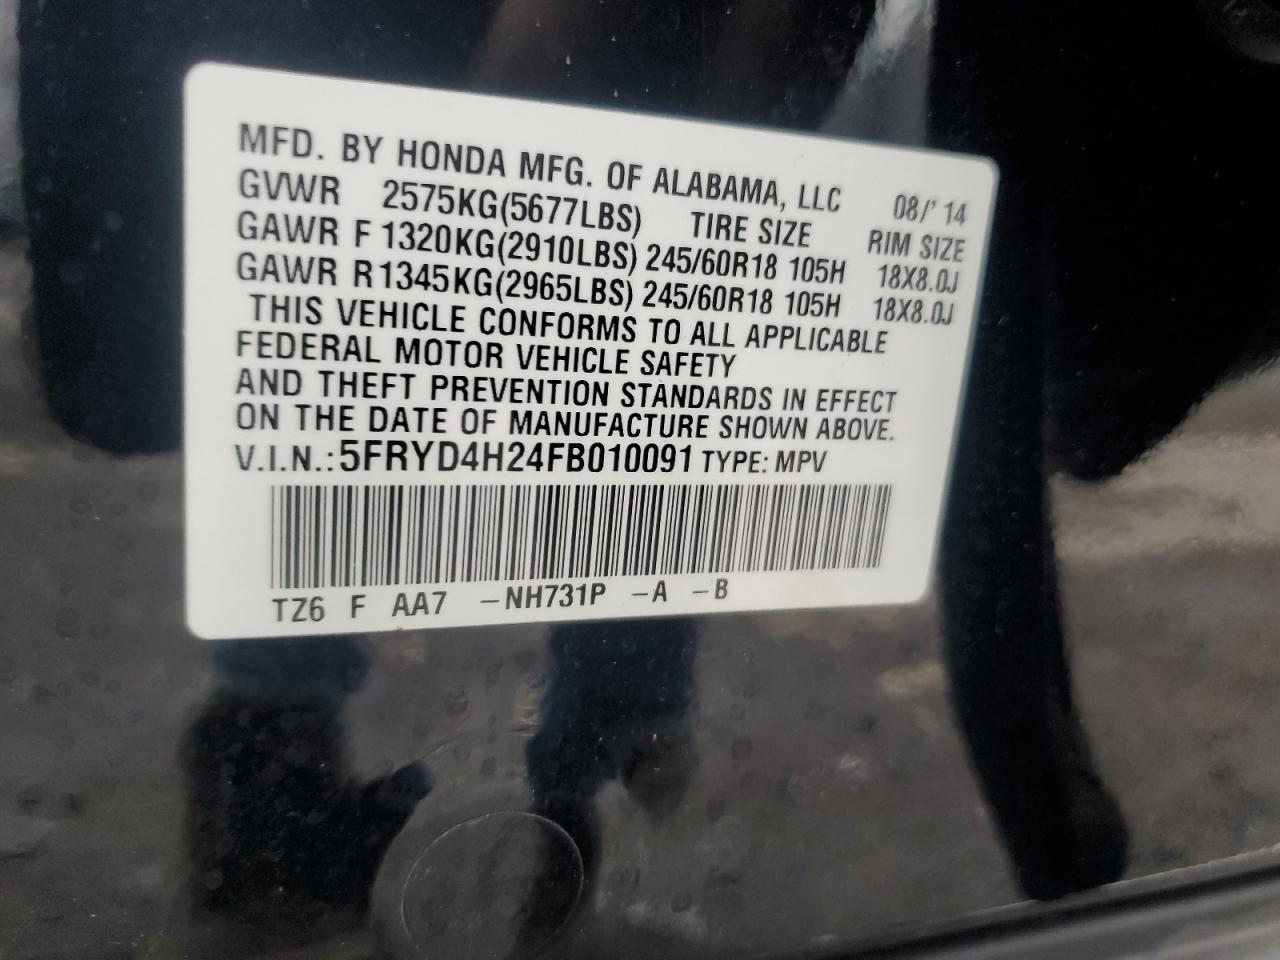 MFD. BY HONDA MFG. OF ALABAMA, LLC 08/'14
GVWR 2575KG(5677LBS) TIRE SIZE RIM SIZE
GAWR F 1320KG(2910LBS) 245/60R18 105H 18X8.0J
GAWR R 1345KG(2965LBS) 245/60R18 105H 18X8.0J
THIS VEHICLE CONFORMS TO ALL APPLICABLE
FEDERAL MOTOR VEHICLE SAFETY
AND THEFT PREVENTION STANDARDS IN EFFECT
ON THE DATE OF MANUFACTURE SHOWN ABOVE.
V.I.N.: 5FRYD4H24FB010091 TYPE: MPV
TZ6 F AA7 -NH731P -A -B